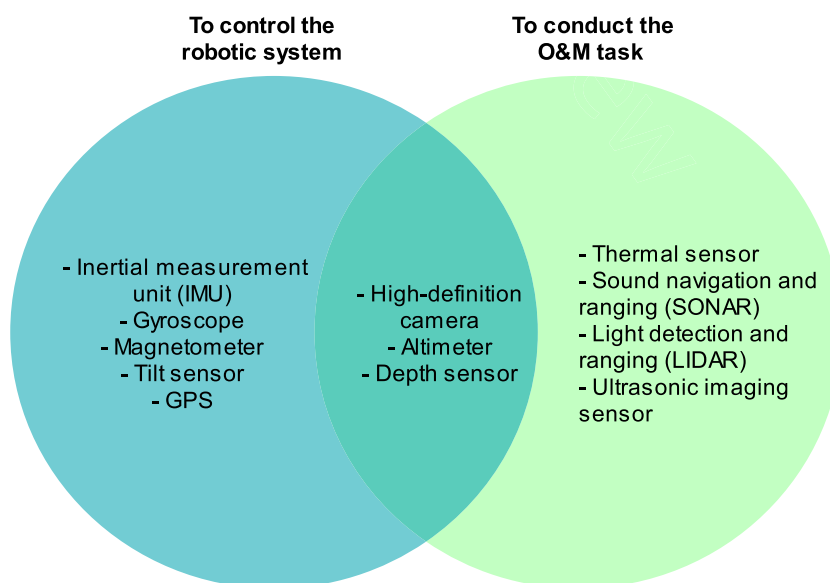 To control the
robotic system
To conduct the
O&M task
- Inertial measurement
unit (IMU)
- Gyroscope
- Magnetometer
- Tilt sensor
- GPS
- High-definition
camera
- Altimeter
- Depth sensor
- Thermal sensor
- Sound navigation and
ranging (SONAR)
- Light detection and
ranging (LIDAR)
- Ultrasonic imaging
sensor